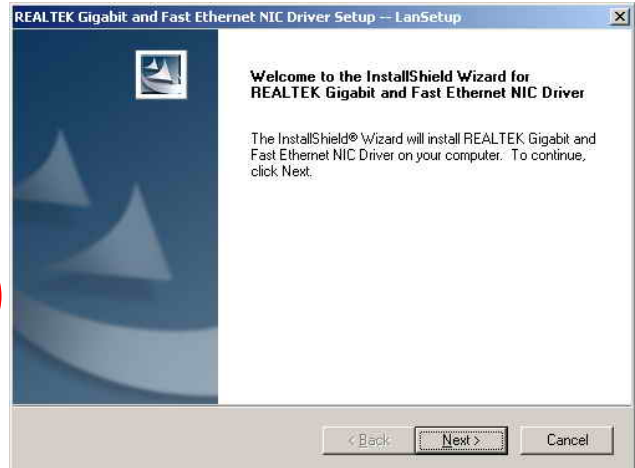 REALTEK Gigabit and Fast Ethernet NIC Driver Setup -- LanSetup
Welcome to the InstallShield Wizard for
REALTEK Gigabit and Fast Ethernet NIC Driver
The InstallShield® Wizard will install REALTEK Gigabit and
Fast Ethernet NIC Driver on your computer. To continue,
click Next.
< Back
Next >
Cancel